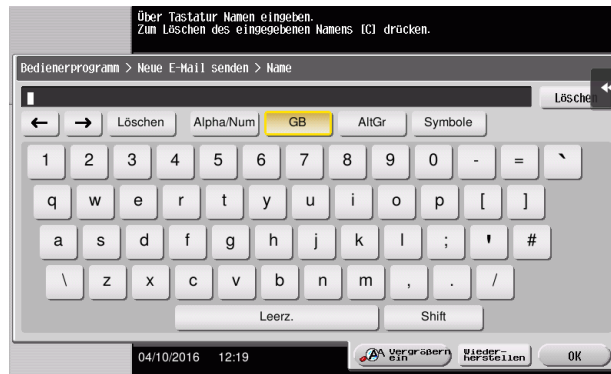 Über Tastatur Namen eingeben.
Zum Löschen des eingegebenen Namens [C] drücken.
Bedienerprogramm > Neue E-Mail senden > Name
Löschen
← → Löschen Alpha/Num GB AltGr Symbole
1 2 3 4 5 6 7 8 9 0 - = `
q w e r t y u i o p [ ]
a s d f g h j k l ; ' #
\ z x c v b n m , . /
Leerz. Shift
04/10/2016 12:19
Vergrößern
ein
Wieder-
herstellen
OK